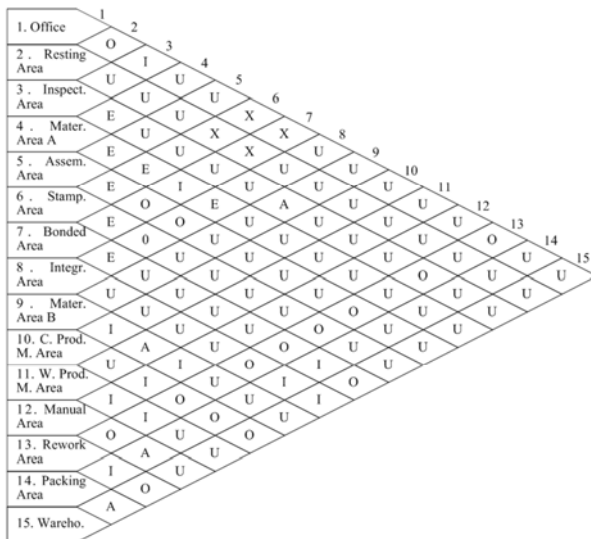 1
1. Office 2
O 3
2 . Resting I 4
Area
U U 5
3 . Inspect. U U 6
Area
E U X 7
4 . Mater. U X X 8
Area A
E U X U 9
5 . Assem. E U U U 10
Area
E I U U U 11
6 . Stamp. O E A U U 12
Area
E O U U U U 13
7 . Bonded 0 U U U U O 14
Area
E U U U U U U 15
8 . Integr. U U U U O U U
Area
U U U U U U U
9 . Mater. U U U O U U
Area B
I U U O U U
10. C. Prod. A U O U U
M. Area
U I O I U
11. W. Prod. I U I O
M. Area
I O U I
12. Manual I O U
Area
O U O
13. Rework A U
Area
I U
14. Packing O
Area
A
15. Wareho.